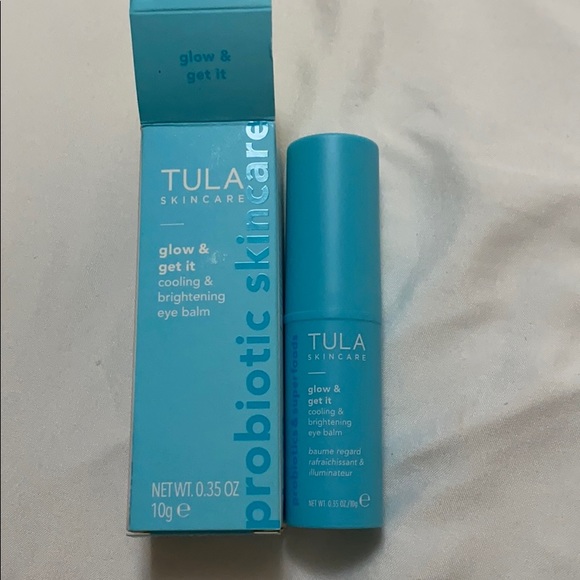 glow &
get it
TULA
SKINCARE
glow &
get it
cooling &
brightening
eye balm
NET WT. 0.35 OZ
10g e
probiotic skincare
TULA
SKINCARE
glow &
get it
cooling &
brightening
eye balm
baume regard
rafraîchissant &
illuminateur
NET WT. 0.35 OZ/10g e
probiotics & superfoods